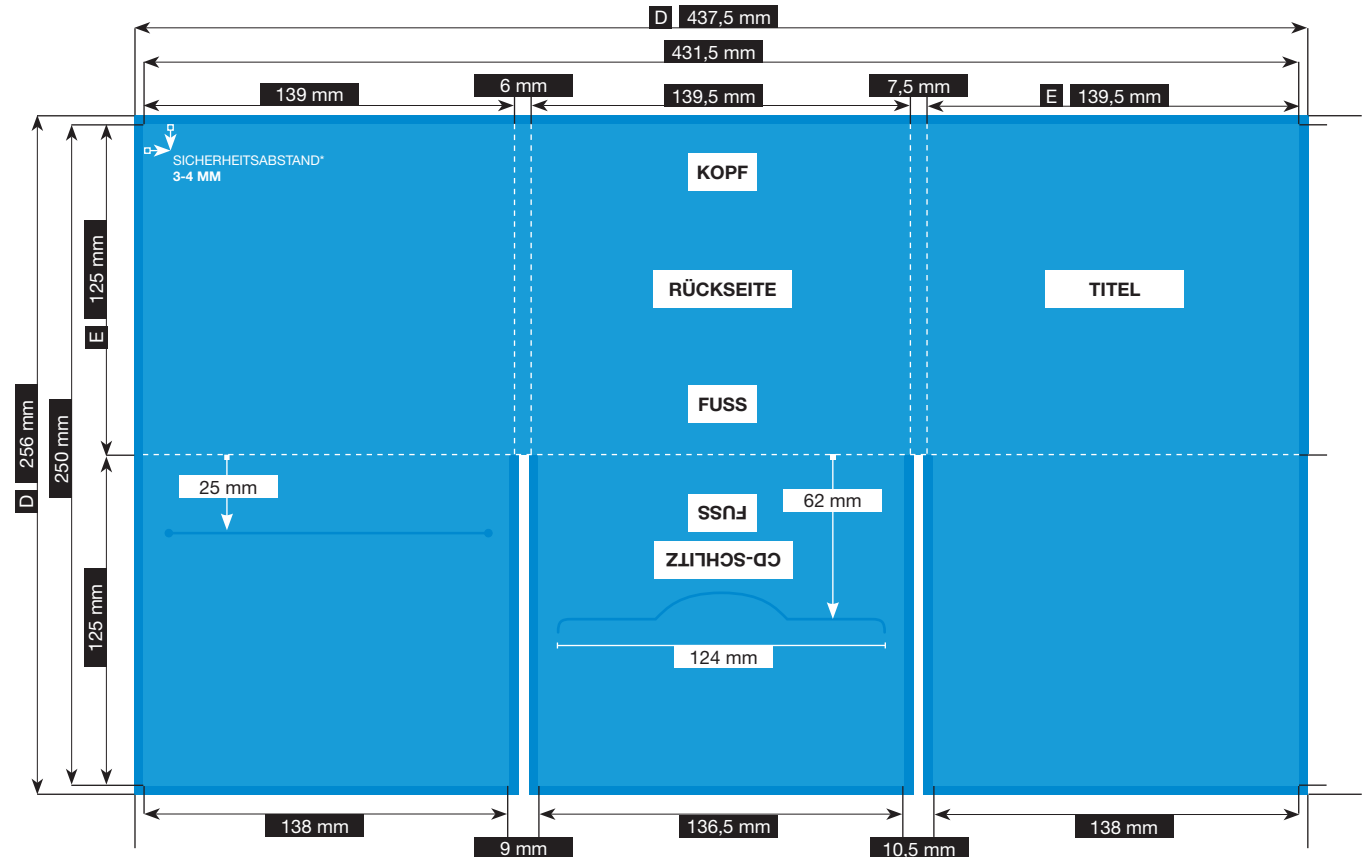 D 437,5 mm
431,5 mm
139 mm
6 mm
139,5 mm
7,5 mm
E 139,5 mm
SICHERHEITSABSTAND*
3-4 MM
KOPF
RÜCKSEITE
TITEL
FUSS
125 mm
E
D 256 mm
250 mm
125 mm
25 mm
62 mm
FUSS
CD-SCHLITZ
124 mm
138 mm
9 mm
136,5 mm
10,5 mm
138 mm